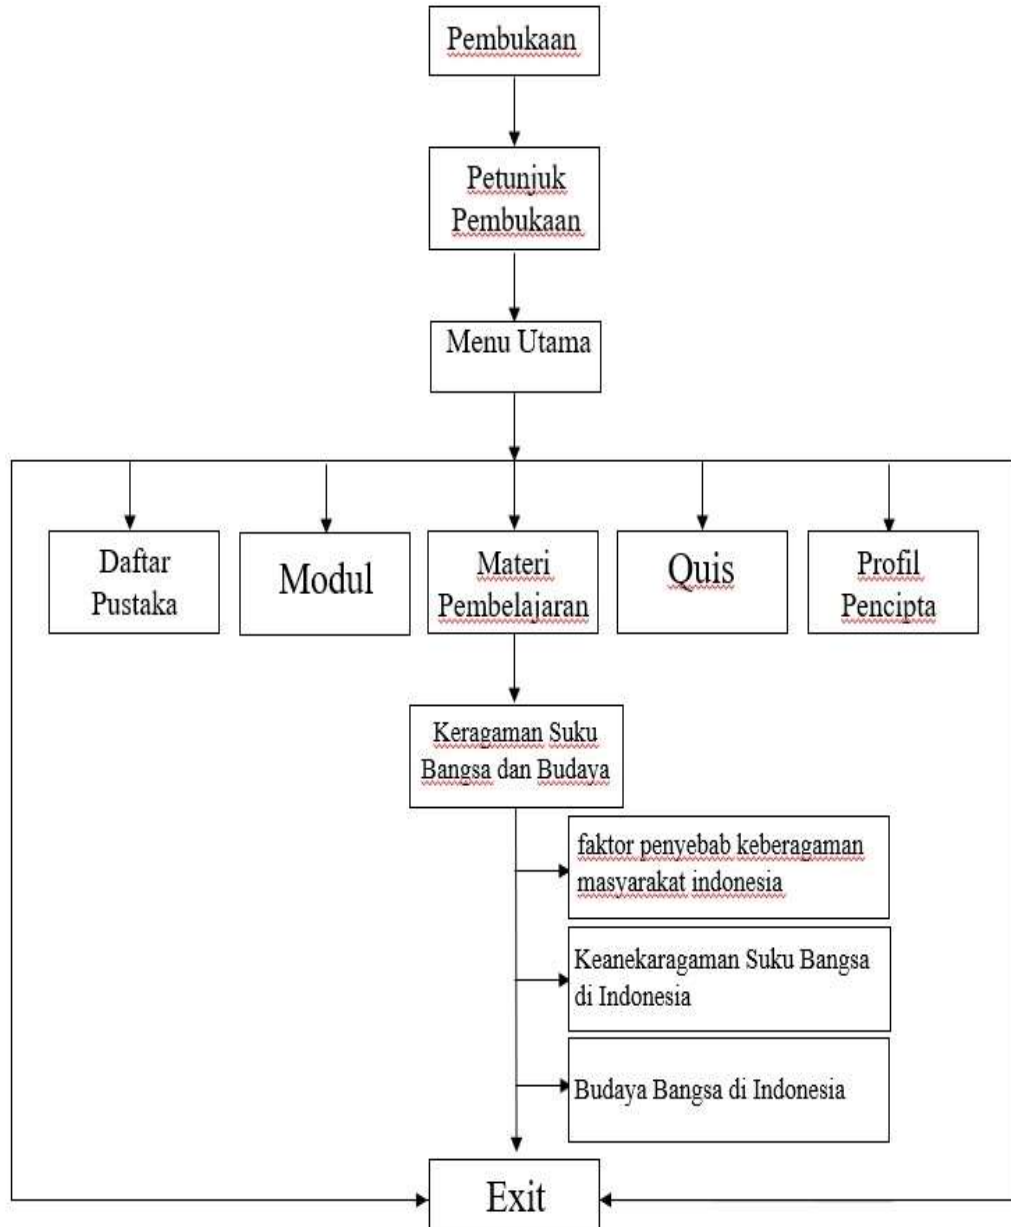 Pembukaan
Petunjuk
Pembukaan
Menu Utama
Daftar
Pustaka
Modul
Materi
Pembelajaran
Quis
Profil
Pencipta
Keragaman Suku
Bangsa dan Budaya
faktor penyebab keberagaman
masyarakat indonesia
Keanekaragaman Suku Bangsa
di Indonesia
Budaya Bangsa di Indonesia
Exit